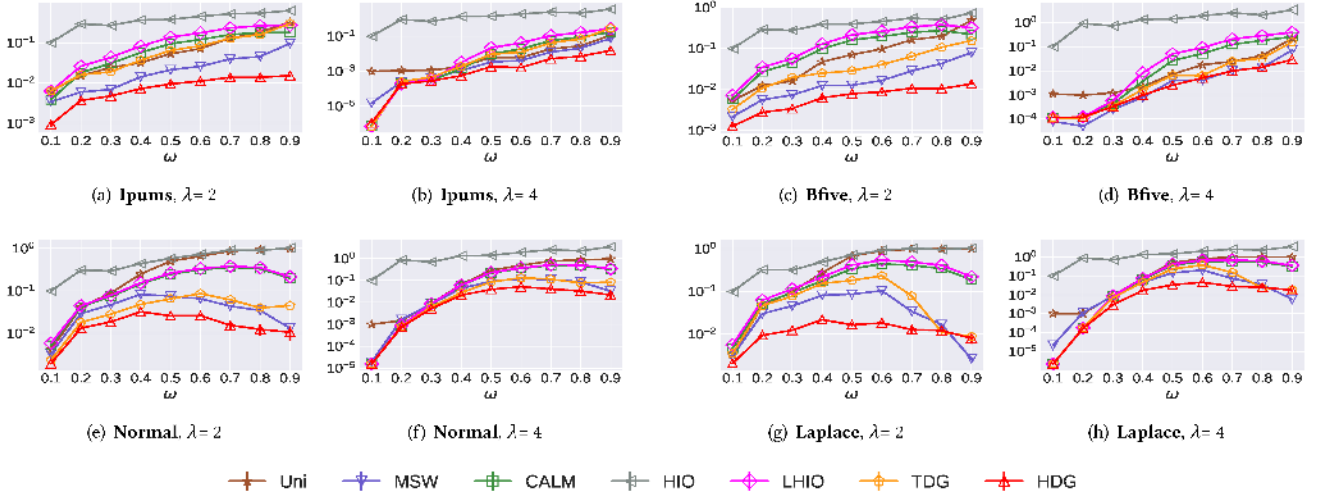 10⁻¹
10⁻²
10⁻³
0.1 0.2 0.3 0.4 0.5 0.6 0.7 0.8 0.9
ω
(a) Ipums, λ= 2
10⁻¹
10⁻³
10⁻⁵
0.1 0.2 0.3 0.4 0.5 0.6 0.7 0.8 0.9
ω
(b) Ipums, λ= 4
10⁰
10⁻¹
10⁻²
10⁻³
0.1 0.2 0.3 0.4 0.5 0.6 0.7 0.8 0.9
ω
(c) Bfive, λ= 2
10⁰
10⁻¹
10⁻²
10⁻³
10⁻⁴
0.1 0.2 0.3 0.4 0.5 0.6 0.7 0.8 0.9
ω
(d) Bfive, λ= 4
10⁰
10⁻¹
10⁻²
0.1 0.2 0.3 0.4 0.5 0.6 0.7 0.8 0.9
ω
(e) Normal, λ= 2
10⁰
10⁻¹
10⁻²
10⁻³
10⁻⁴
10⁻⁵
0.1 0.2 0.3 0.4 0.5 0.6 0.7 0.8 0.9
ω
(f) Normal, λ= 4
10⁰
10⁻¹
10⁻²
0.1 0.2 0.3 0.4 0.5 0.6 0.7 0.8 0.9
ω
(g) Laplace, λ= 2
10⁰
10⁻¹
10⁻²
10⁻³
10⁻⁴
10⁻⁵
0.1 0.2 0.3 0.4 0.5 0.6 0.7 0.8 0.9
ω
(h) Laplace, λ= 4
Uni MSW CALM HIO LHIO TDG HDG